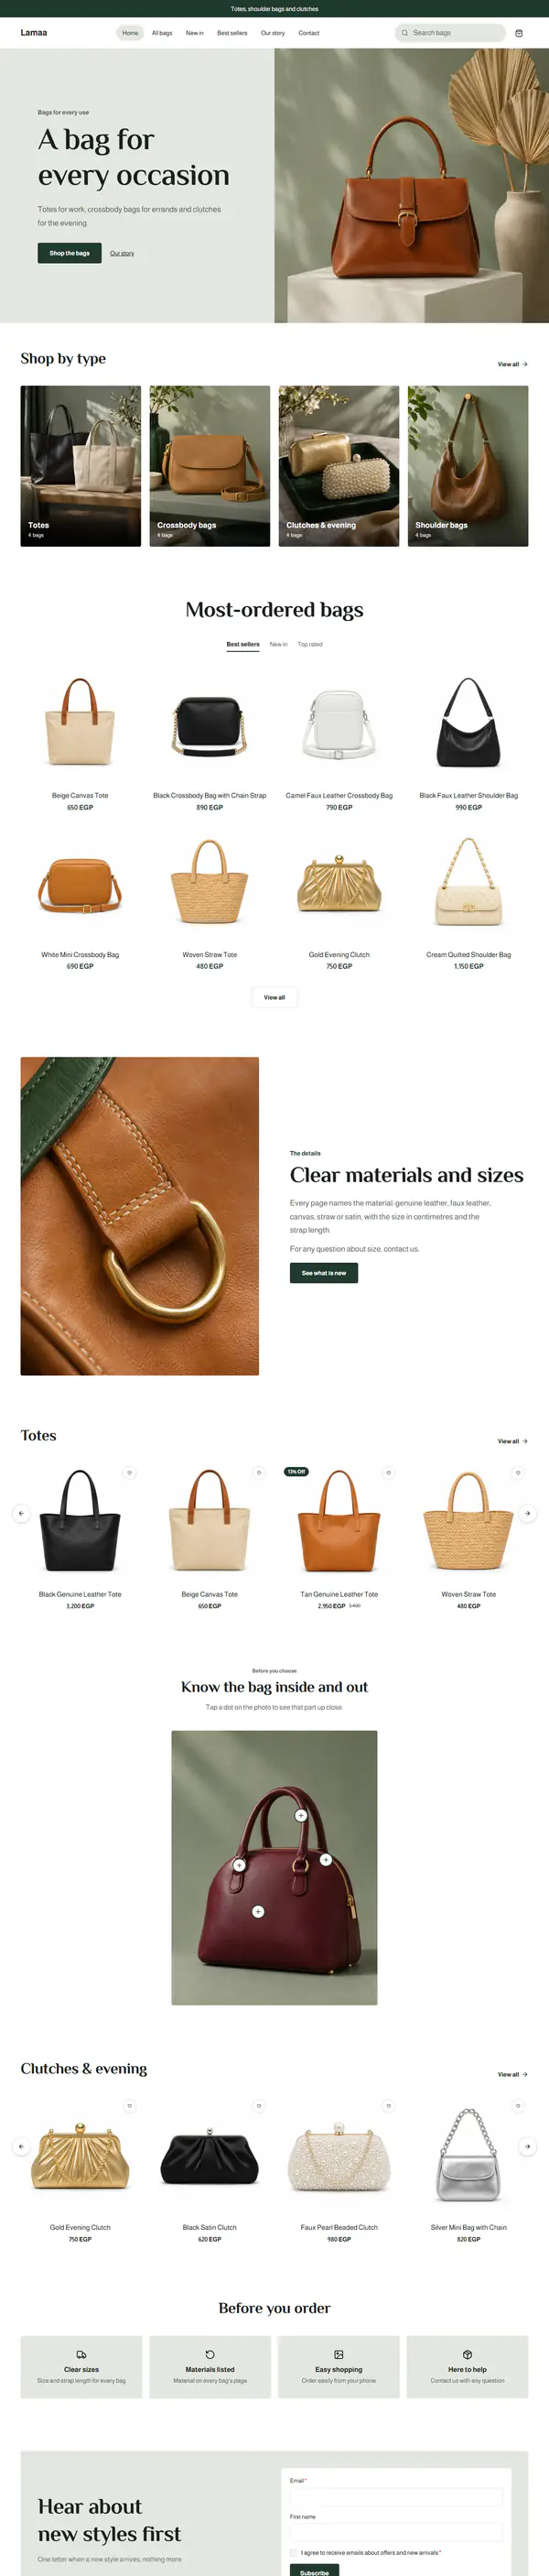 Totes, shoulder bags and clutches
Lamaa
Home
All bags
New in
Best sellers
Our story
Contact
Search bags
Bags for every use
A bag for
every occasion
Totes for work, crossbody bags for errands and clutches
for the evening.
Shop the bags
Our story
Shop by type
View all
Totes
4 bags
Crossbody bags
4 bags
Clutches & evening
4 bags
Shoulder bags
4 bags
Most-ordered bags
Best sellers
New in
Top rated
Beige Canvas Tote
650 EGP
Black Crossbody Bag with Chain Strap
890 EGP
Camel Faux Leather Crossbody Bag
790 EGP
Black Faux Leather Shoulder Bag
990 EGP
White Mini Crossbody Bag
690 EGP
Woven Straw Tote
480 EGP
Gold Evening Clutch
750 EGP
Cream Quilted Shoulder Bag
1,150 EGP
View all
The details
Clear materials and sizes
Every page names the material: genuine leather, faux leather,
canvas, straw or satin, with the size in centimetres and the
strap length.
For any question about size, contact us.
See what is new
Totes
View all
Black Genuine Leather Tote
3,200 EGP
Beige Canvas Tote
650 EGP
13% Off
Tan Genuine Leather Tote
2,950 EGP 3,400
Woven Straw Tote
480 EGP
Before you choose
Know the bag inside and out
Tap a dot on the photo to see that part up close.
Clutches & evening
View all
Gold Evening Clutch
750 EGP
Black Satin Clutch
620 EGP
Faux Pearl Beaded Clutch
980 EGP
Silver Mini Bag with Chain
820 EGP
Before you order
Clear sizes
Size and strap length for every bag
Materials listed
Material on every bag's page
Easy shopping
Order easily from your phone
Here to help
Contact us with any question
Hear about
new styles first
One letter when a new style arrives, nothing more.
Email *
First name
I agree to receive emails about offers and new arrivals *
Subscribe